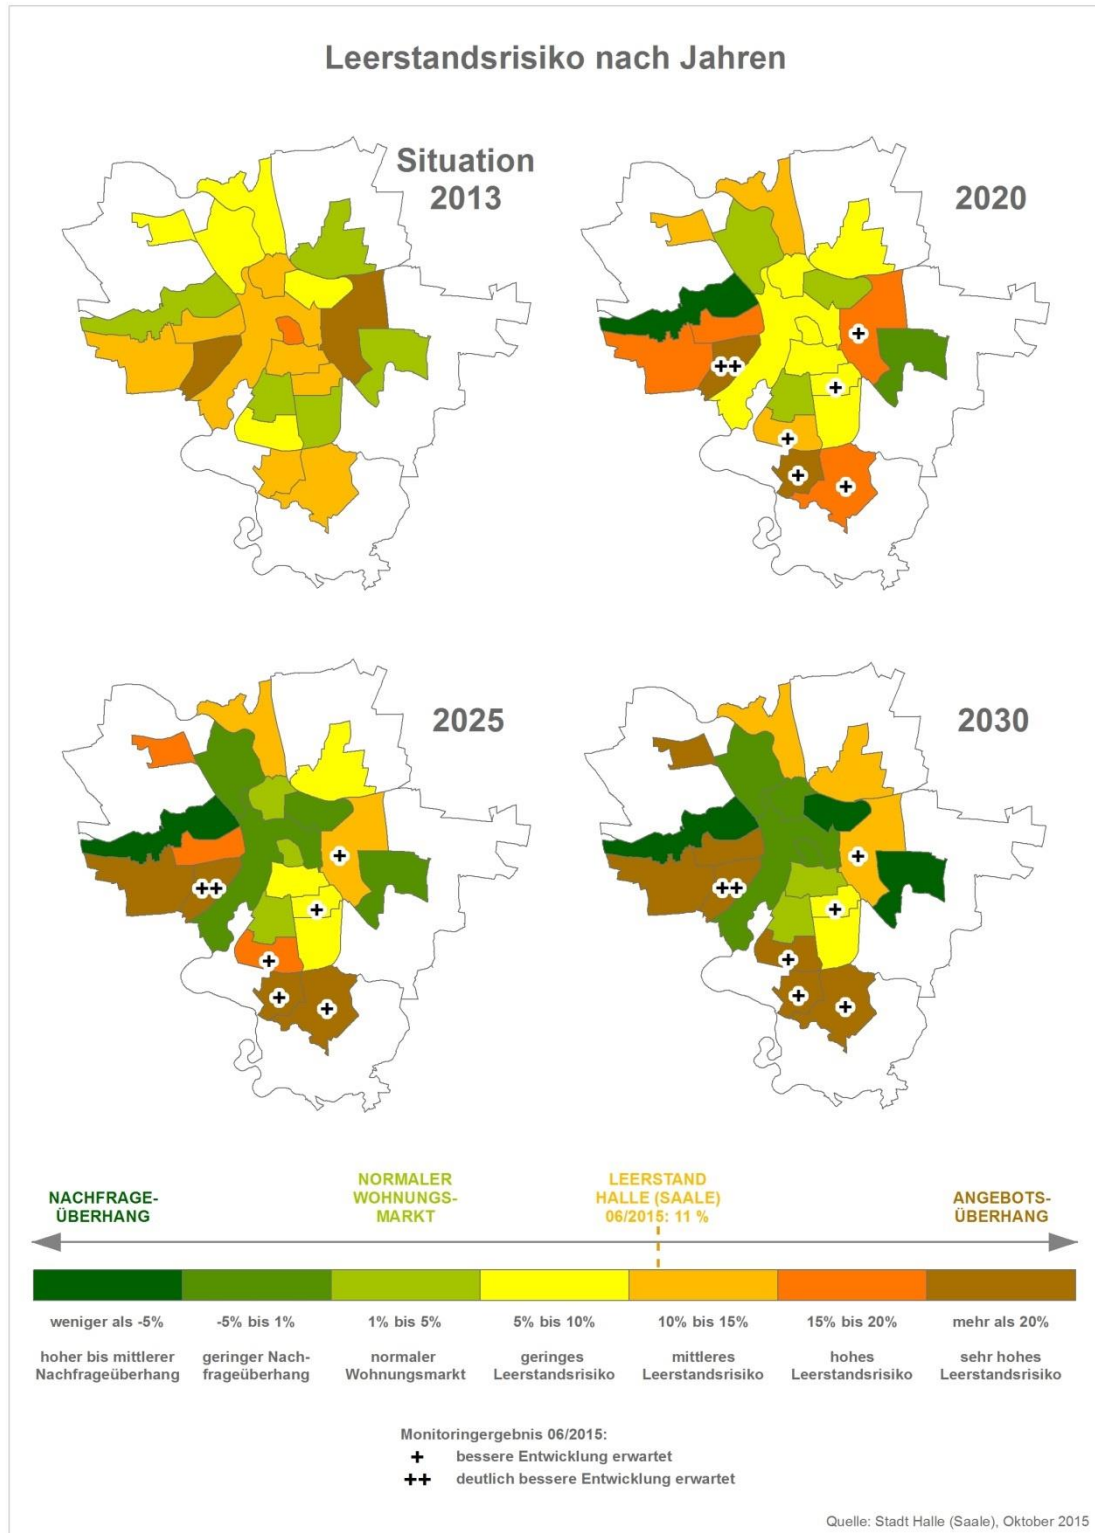 Leerstandsrisiko nach Jahren
Situation
2013
2020
+
++
+
+
+
+
2025
2030
+
++
+
+
+
+
+
++
+
+
+
+
NACHFRAGE-
ÜBERHANG
NORMALER
WOHNUNGS-
MARKT
LEERSTAND
HALLE (SAALE)
06/2015: 11 %
ANGEBOTS-
ÜBERHANG
weniger als -5%
-5% bis 1%
1% bis 5%
5% bis 10%
10% bis 15%
15% bis 20%
mehr als 20%
hoher bis mittlerer
Nachfrageüberhang
geringer Nach-
frageüberhang
normaler
Wohnungsmarkt
geringes
Leerstandsrisiko
mittleres
Leerstandsrisiko
hohes
Leerstandsrisiko
sehr hohes
Leerstandsrisiko
Monitoringergebnis 06/2015:
+ bessere Entwicklung erwartet
++ deutlich bessere Entwicklung erwartet
Quelle: Stadt Halle (Saale), Oktober 2015